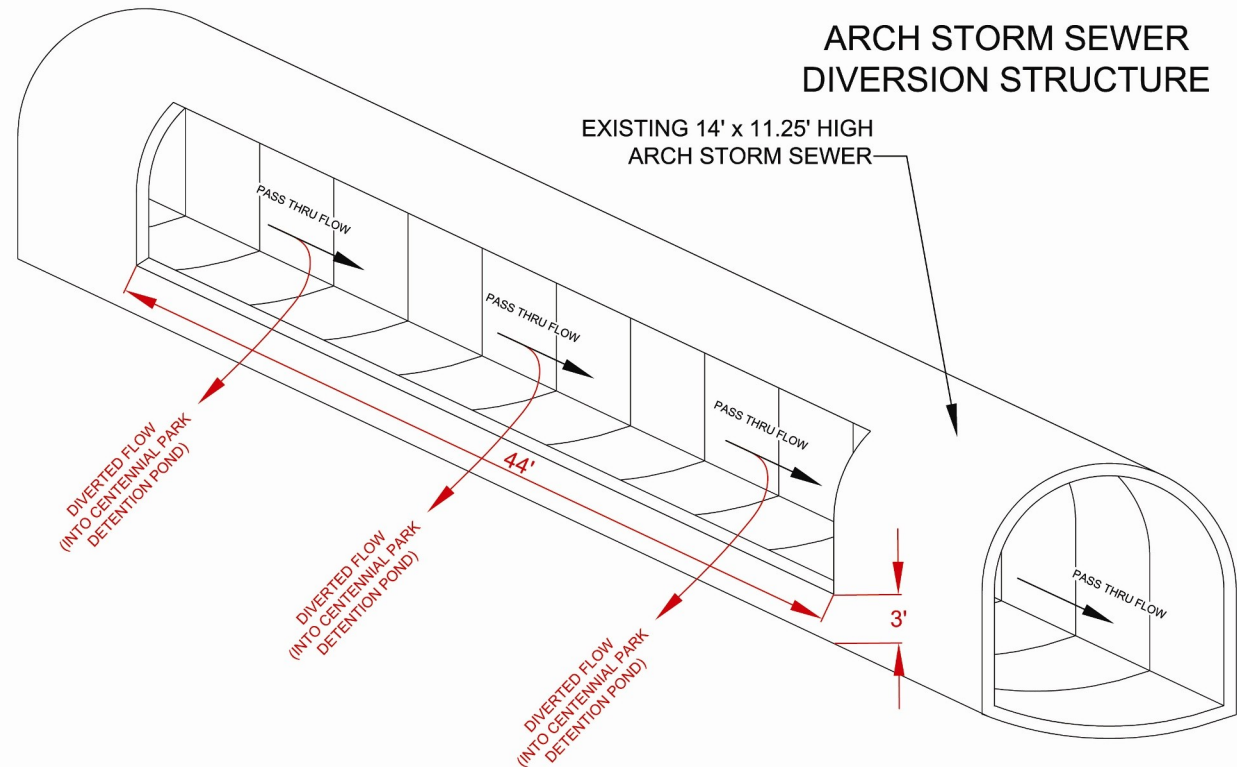 ARCH STORM SEWER
DIVERSION STRUCTURE
EXISTING 14' x 11.25' HIGH
ARCH STORM SEWER
PASS THRU FLOW
PASS THRU FLOW
PASS THRU FLOW
PASS THRU FLOW
44'
3'
DIVERTED FLOW
(INTO CENTENNIAL PARK
DETENTION POND)
DIVERTED FLOW
(INTO CENTENNIAL PARK
DETENTION POND)
DIVERTED FLOW
(INTO CENTENNIAL PARK
DETENTION POND)